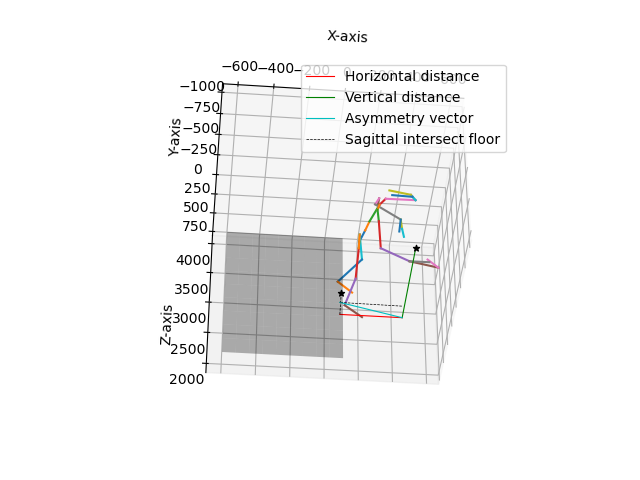 X-axis
−600 −400 −200 0
Horizontal distance
Vertical distance
Asymmetry vector
Sagittal intersect floor
Y-axis
−1000
−750
−500
−250
0
250
500
750
Z-axis
4000
3500
3000
2500
2000